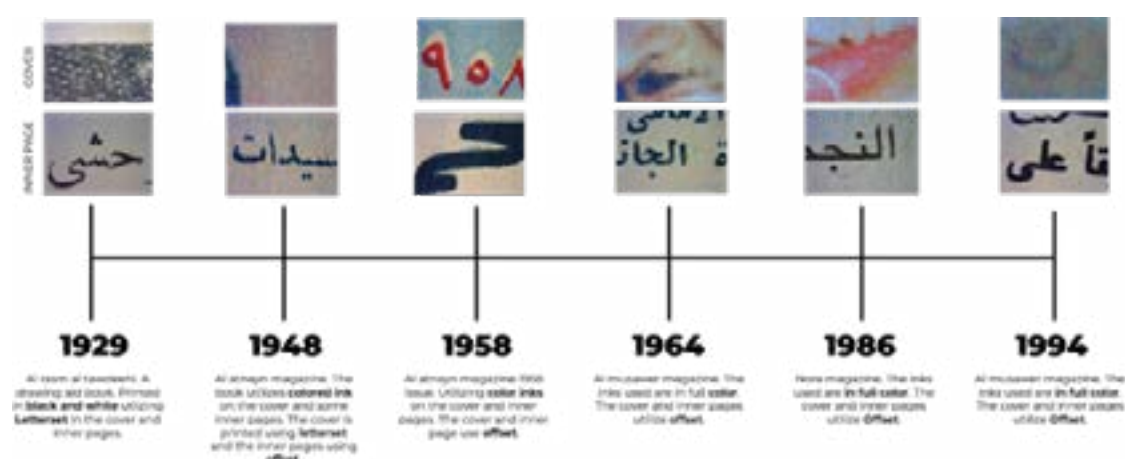 COVER
٩٥٨
INNER PAGE
حشى
سيدات
ة الجان
النجد
قاً على
1929
Al rasm al tawdeehi. A
drawing aid book. Printed
in black and white utilizing
Letterset in the cover and
inner pages.
1948
Al etnayn magazine. The
book utilizes colored ink
on the cover and some
inner pages. The cover is
printed using letterset
and the inner pages using
offset.
1958
Al etnayn magazine 1958
issue. Utilizing color inks
on the cover and inner
pages. The cover and inner
page use offset.
1964
Al musawer magazine. The
inks used are in full color.
The cover and inner pages
utilize offset.
1986
Nora magazine. The inks
used are in full color. The
cover and inner pages
utilize Offset.
1994
Al musawer magazine. The
inks used are in full color.
The cover and inner pages
utilize Offset.